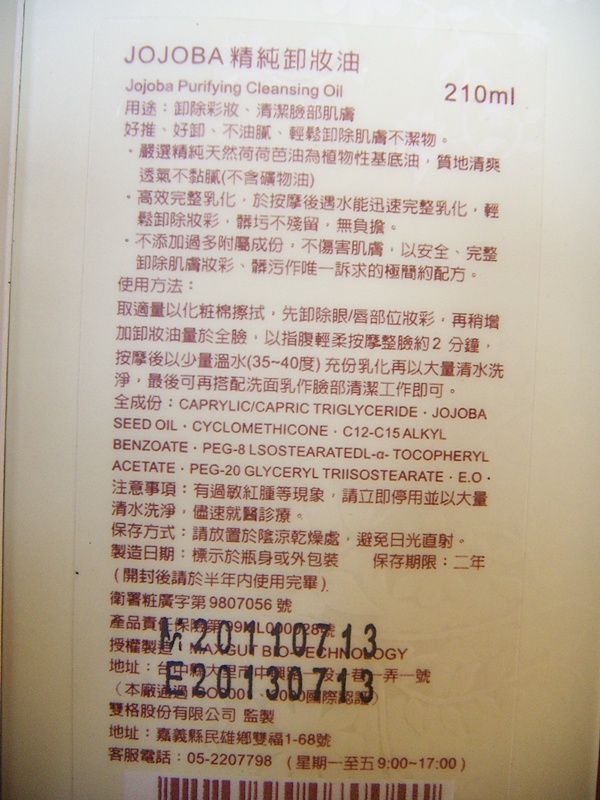 JOJOBA 精純卸妝油
Jojoba Purifying Cleansing Oil
210ml
用途：卸除彩妝、清潔臉部肌膚
好推、好卸、不油膩、輕鬆卸除肌膚不潔物。
・嚴選精純天然荷荷芭油為植物性基底油，質地清爽
透氣不黏膩(不含礦物油)
・高效完整乳化，於按摩後遇水能迅速完整乳化，輕
鬆卸除妝彩，髒圬不殘留，無負擔。
・不添加過多附屬成份，不傷害肌膚，以安全、完整
卸除肌膚妝彩、髒污作唯一訴求的極簡約配方。
使用方法：
取適量以化粧棉擦拭，先卸除眼/唇部位妝彩，再稍增
加卸妝油量於全臉，以指腹輕柔按摩整臉約2 分鐘，
按摩後以少量溫水(35~40度) 充份乳化再以大量清水洗
淨，最後可再搭配洗面乳作臉部清潔工作即可。
全成份：CAPRYLIC/CAPRIC TRIGLYCERIDE・JOJOBA
SEED OIL・CYCLOMETHICONE・C12-C15 ALKYL
BENZOATE・PEG-8 LSOSTEARATEDL-α- TOCOPHERYL
ACETATE・PEG-20 GLYCERYL TRIISOSTEARATE・E.O・
注意事項：有過敏紅腫等現象，請立即停用並以大量
清水洗淨，儘速就醫診療。
保存方式：請放置於陰涼乾燥處，避免日光直射。
製造日期：標示於瓶身或外包裝 保存期限：二年
(開封後請於半年內使用完畢)
衛署粧廣字第9807056 號
產品責任保險第
M20110713
授權製造：MAXGUI BIO-TECHNOLOGY
地址：台中縣大里市中興路
E20130713
(本廠通過 國際認證)
雙格股份有限公司 監製
地址：嘉義縣民雄鄉雙福1-68號
客服電話：05-2207798 (星期一至五9:00~17:00)